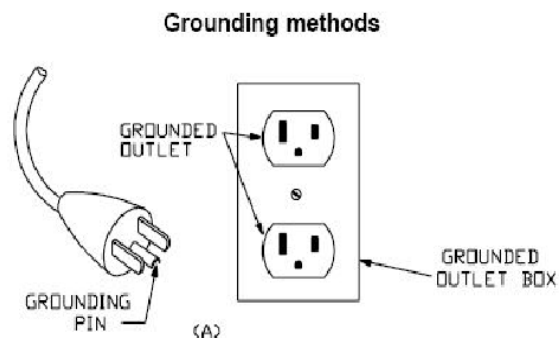 Grounding methods
GROUNDED
OUTLET
GROUNDED
OUTLET BOX
GROUNDING
PIN
(A)